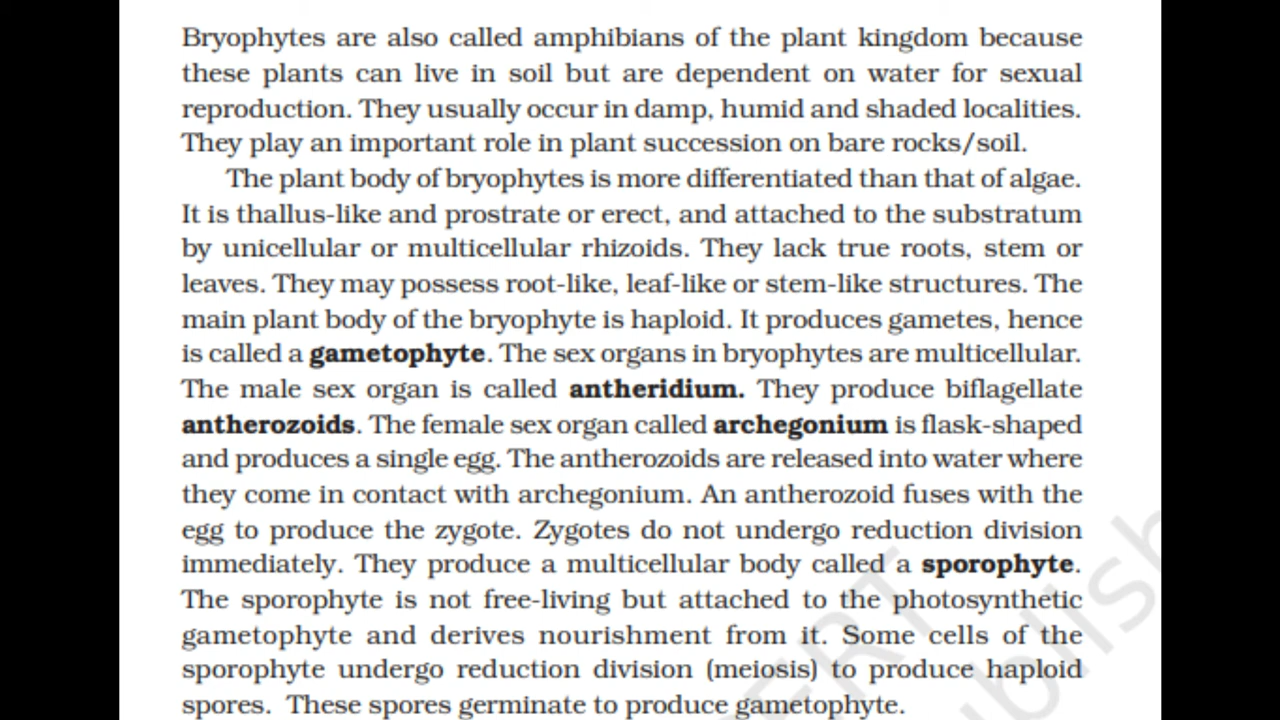 Bryophytes are also called amphibians of the plant kingdom because
these plants can live in soil but are dependent on water for sexual
reproduction. They usually occur in damp, humid and shaded localities.
They play an important role in plant succession on bare rocks/soil.
The plant body of bryophytes is more differentiated than that of algae.
It is thallus-like and prostrate or erect, and attached to the substratum
by unicellular or multicellular rhizoids. They lack true roots, stem or
leaves. They may possess root-like, leaf-like or stem-like structures. The
main plant body of the bryophyte is haploid. It produces gametes, hence
is called a gametophyte. The sex organs in bryophytes are multicellular.
The male sex organ is called antheridium. They produce biflagellate
antherozoids. The female sex organ called archegonium is flask-shaped
and produces a single egg. The antherozoids are released into water where
they come in contact with archegonium. An antherozoid fuses with the
egg to produce the zygote. Zygotes do not undergo reduction division
immediately. They produce a multicellular body called a sporophyte.
The sporophyte is not free-living but attached to the photosynthetic
gametophyte and derives nourishment from it. Some cells of the
sporophyte undergo reduction division (meiosis) to produce haploid
spores. These spores germinate to produce gametophyte.